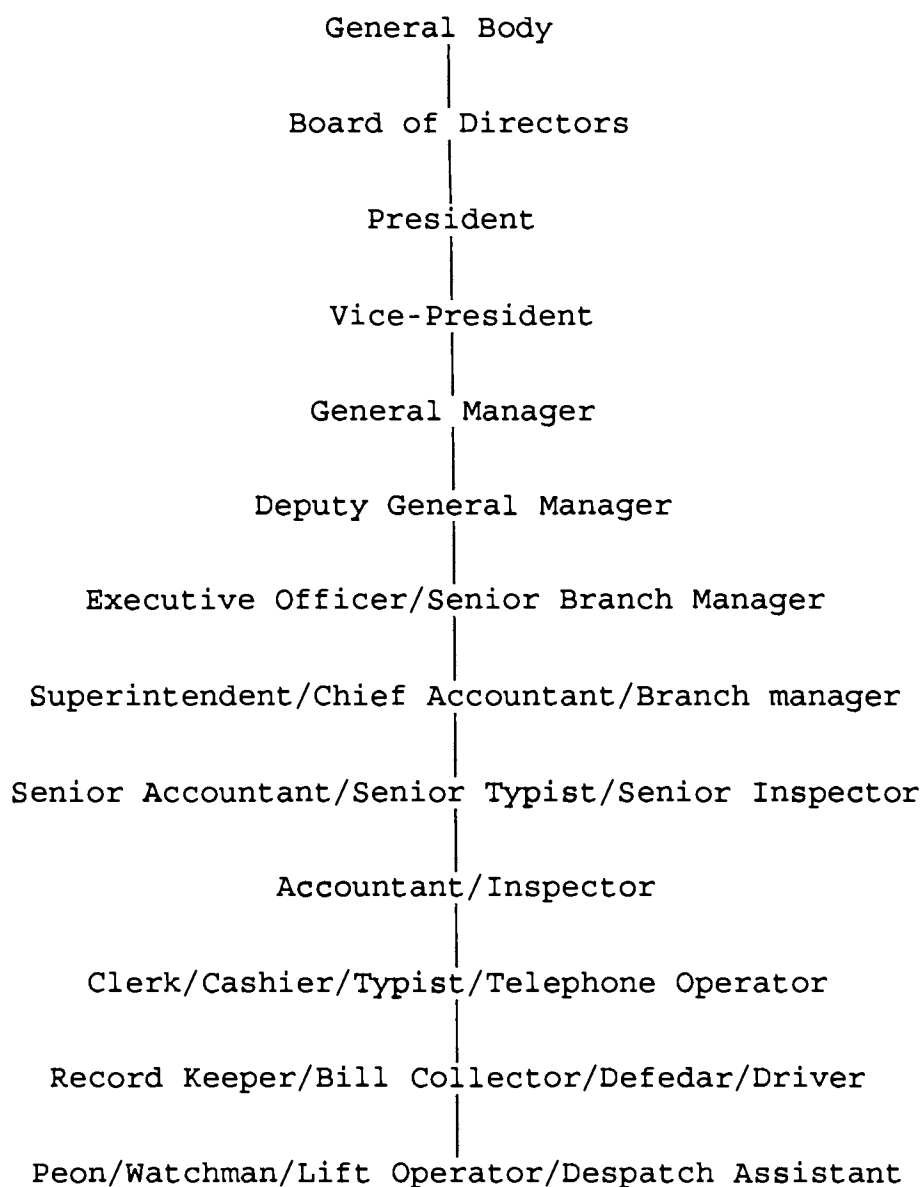 General Body
Board of Directors
President
Vice-President
General Manager
Deputy General Manager
Executive Officer/Senior Branch Manager
Superintendent/Chief Accountant/Branch manager
Senior Accountant/Senior Typist/Senior Inspector
Accountant/Inspector
Clerk/Cashier/Typist/Telephone Operator
Record Keeper/Bill Collector/Defedar/Driver
Peon/Watchman/Lift Operator/Despatch Assistant